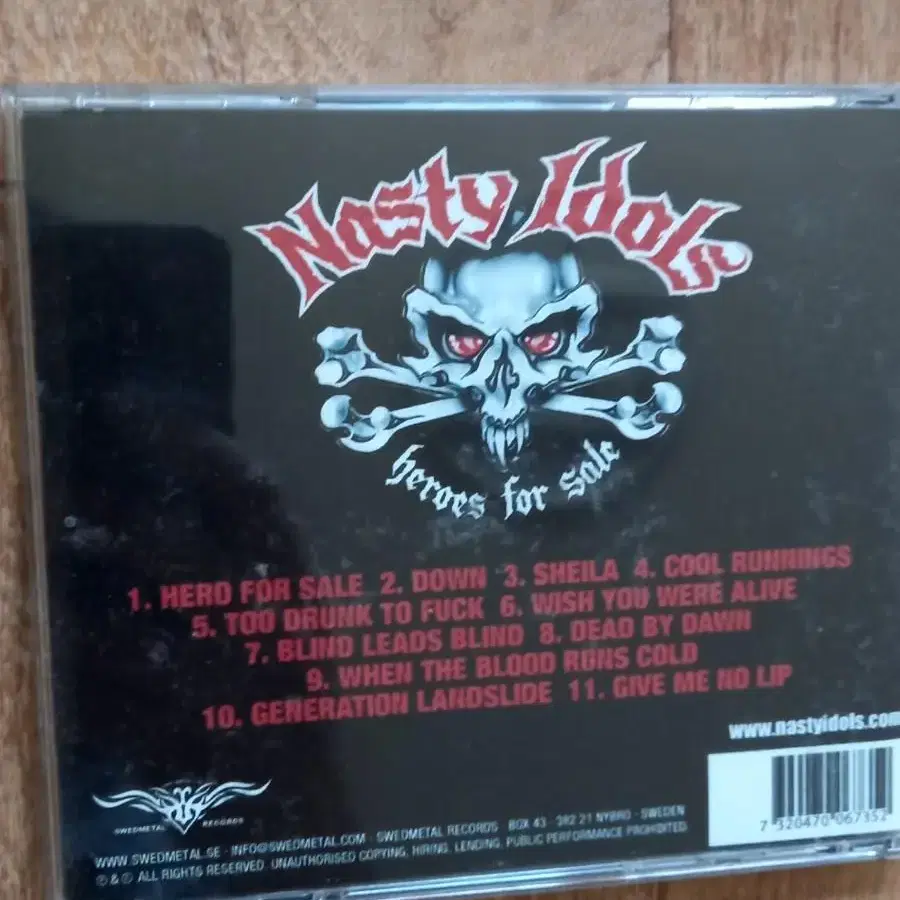 Nasty Idols
heroes for sale
1. HERO FOR SALE 2. DOWN 3. SHEILA 4. COOL RUNNINGS
5. TOO DRUNK TO FUCK 6. WISH YOU WERE ALIVE
7. BLIND LEADS BLIND 8. DEAD BY DAWN
9. WHEN THE BLOOD RUNS COLD
10. GENERATION LANDSLIDE 11. GIVE ME NO LIP
www.nastyidols.com
SWEDMETAL RECORDS
WWW.SWEDMETAL.SE · INFO@SWEDMETAL.COM · SWEDMETAL RECORDS BOX 43 · 382 21 NYBRO · SWEDEN
℗ & © ALL RIGHTS RESERVED. UNAUTHORISED COPYING, HIRING, LENDING, PUBLIC PERFORMANCE PROHIBITED.
7 320470 067352